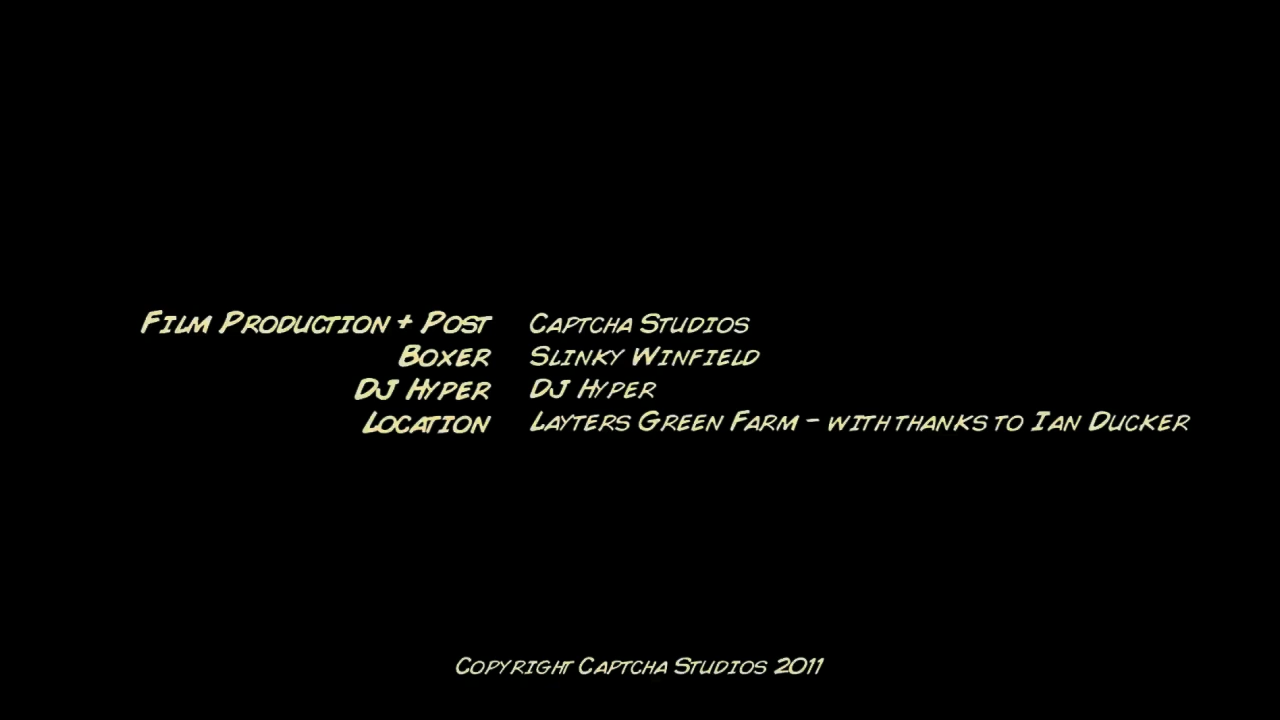 Film Production + Post Captcha Studios
Boxer Slinky Winfield
DJ Hyper DJ Hyper
Location Layters Green Farm - with thanks to Ian Ducker
Copyright Captcha Studios 2011